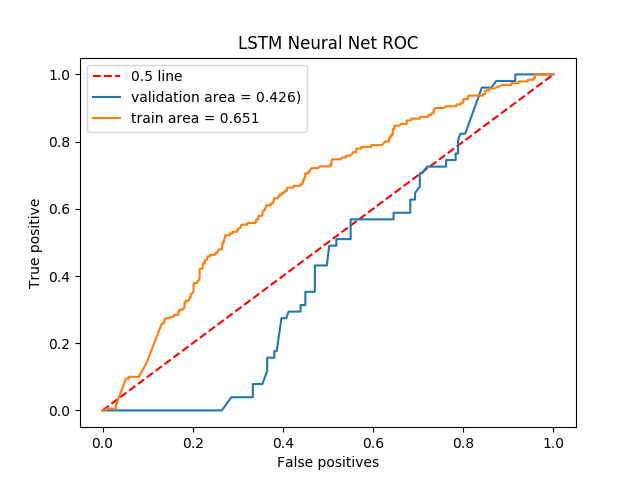 LSTM Neural Net ROC
0.5 line
validation area = 0.426)
train area = 0.651
1.0
0.8
0.6
0.4
0.2
0.0
True positive
0.0 0.2 0.4 0.6 0.8 1.0
False positives